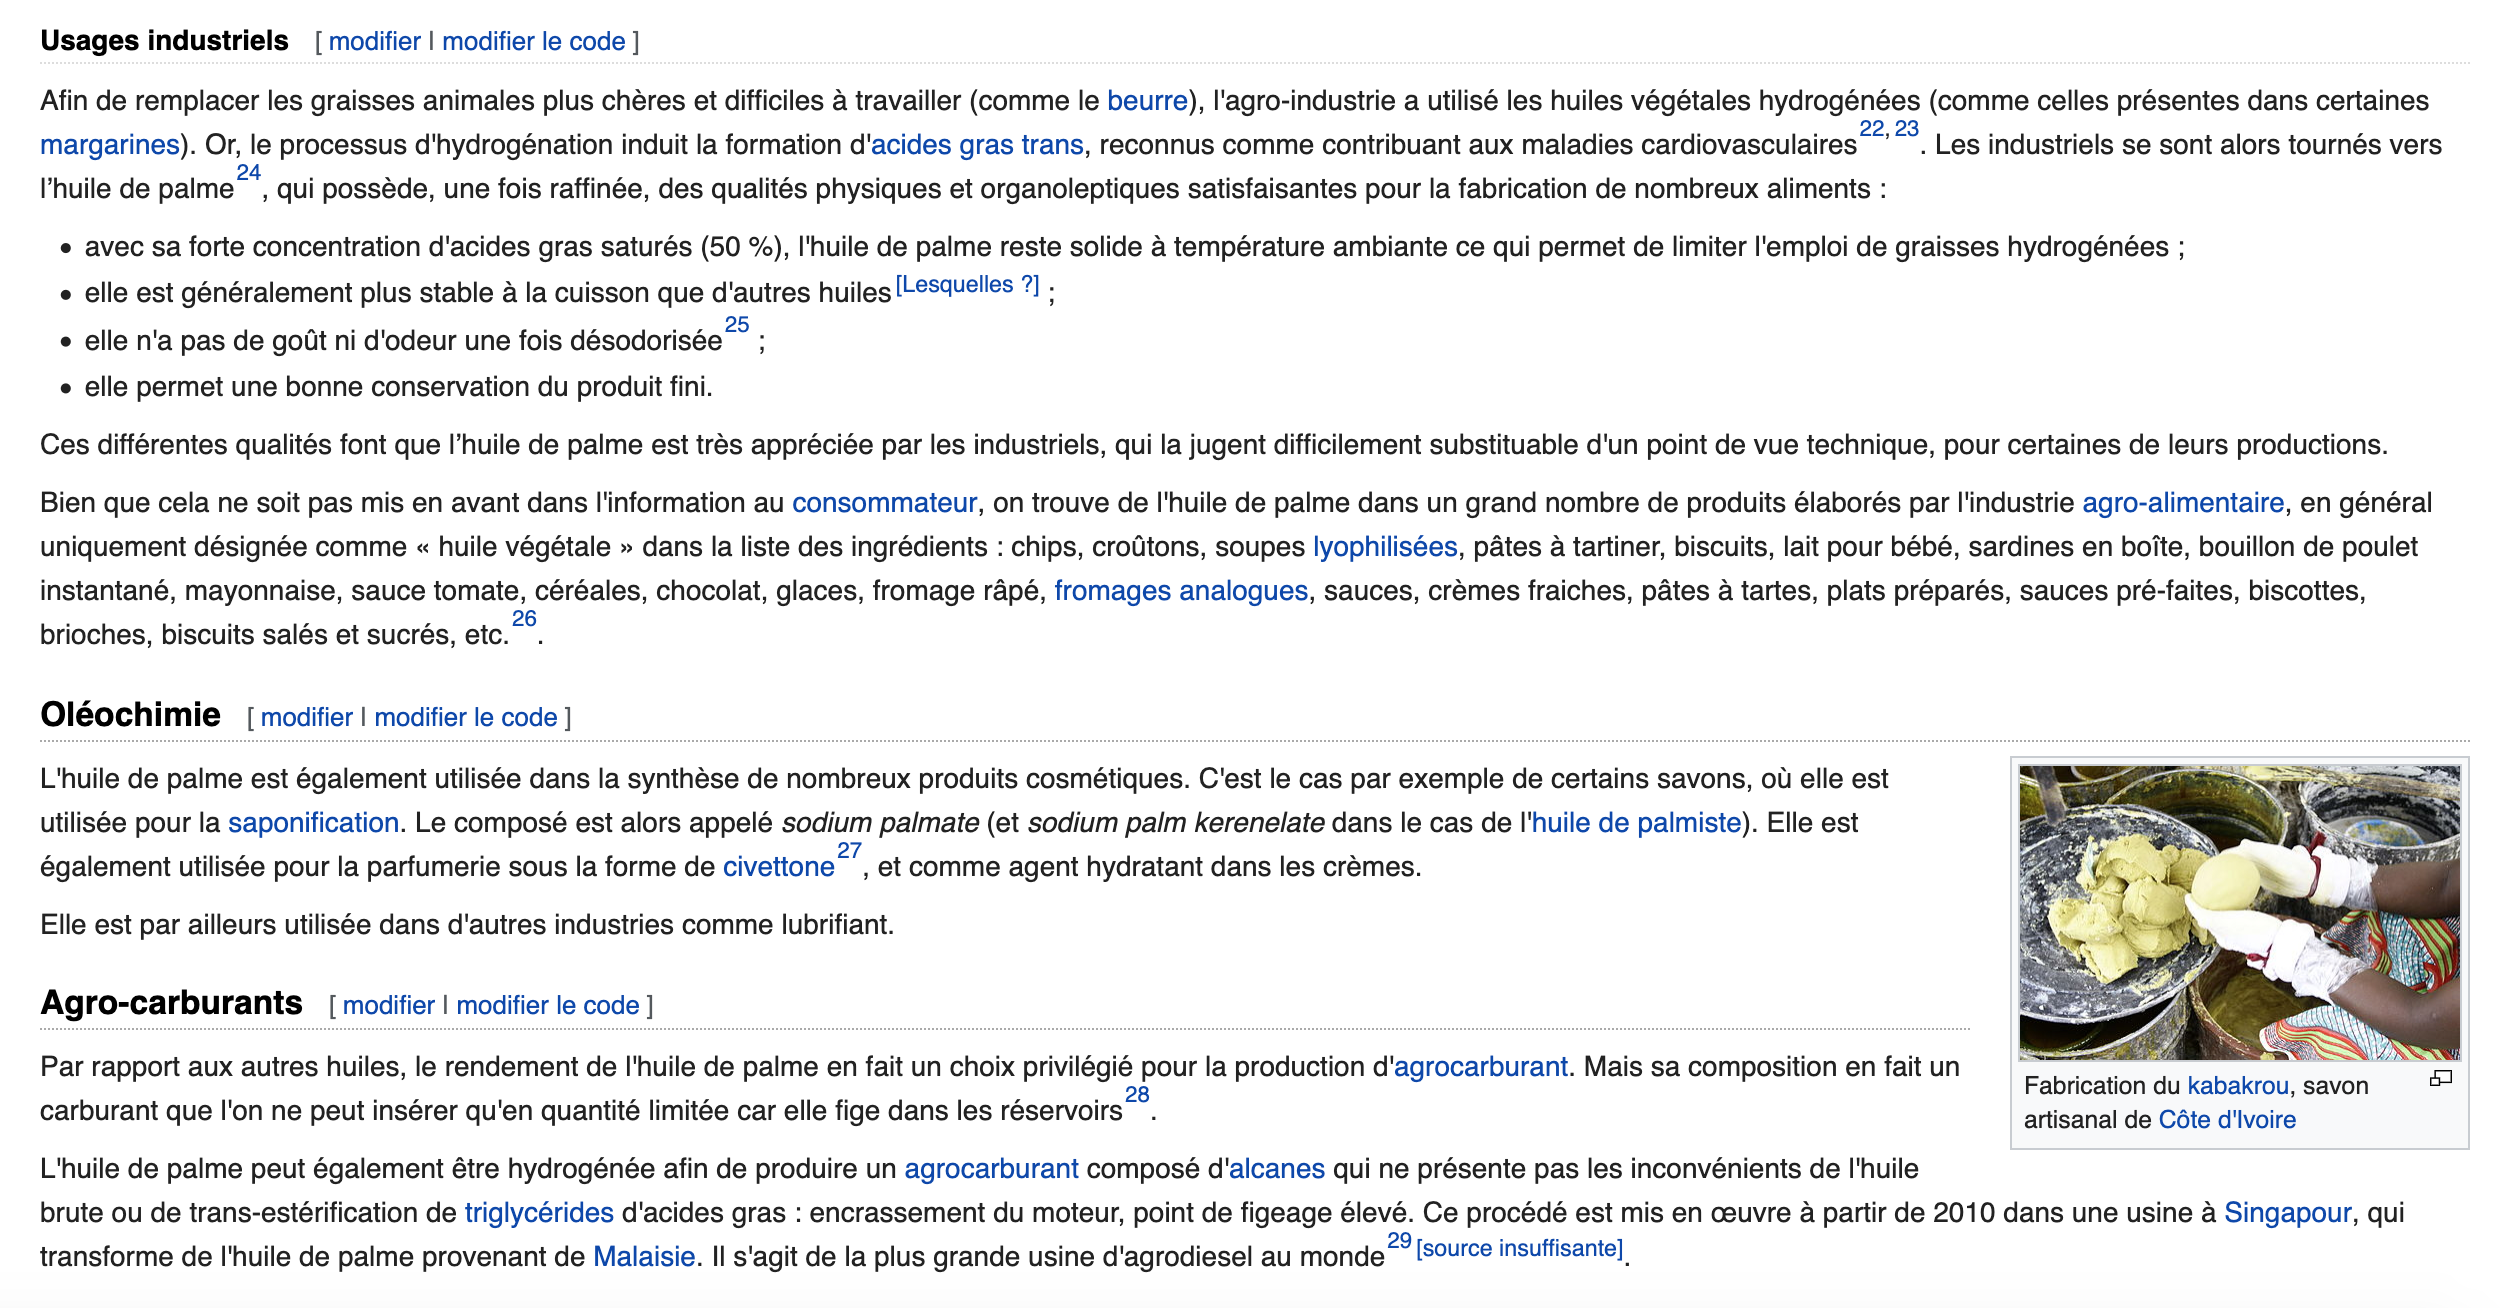 Usages industriels [ modifier | modifier le code ]
Afin de remplacer les graisses animales plus chères et difficiles à travailler (comme le beurre), l'agro-industrie a utilisé les huiles végétales hydrogénées (comme celles présentes dans certaines
margarines). Or, le processus d'hydrogénation induit la formation d'acides gras trans, reconnus comme contribuant aux maladies cardiovasculaires22, 23. Les industriels se sont alors tournés vers
l’huile de palme24, qui possède, une fois raffinée, des qualités physiques et organoleptiques satisfaisantes pour la fabrication de nombreux aliments :
• avec sa forte concentration d'acides gras saturés (50 %), l'huile de palme reste solide à température ambiante ce qui permet de limiter l'emploi de graisses hydrogénées ;
• elle est généralement plus stable à la cuisson que d'autres huiles[Lesquelles ?] ;
• elle n'a pas de goût ni d'odeur une fois désodorisée25 ;
• elle permet une bonne conservation du produit fini.
Ces différentes qualités font que l’huile de palme est très appréciée par les industriels, qui la jugent difficilement substituable d'un point de vue technique, pour certaines de leurs productions.
Bien que cela ne soit pas mis en avant dans l'information au consommateur, on trouve de l'huile de palme dans un grand nombre de produits élaborés par l'industrie agro-alimentaire, en général
uniquement désignée comme « huile végétale » dans la liste des ingrédients : chips, croûtons, soupes lyophilisées, pâtes à tartiner, biscuits, lait pour bébé, sardines en boîte, bouillon de poulet
instantané, mayonnaise, sauce tomate, céréales, chocolat, glaces, fromage râpé, fromages analogues, sauces, crèmes fraiches, pâtes à tartes, plats préparés, sauces pré-faites, biscottes,
brioches, biscuits salés et sucrés, etc.26.
Oléochimie [ modifier | modifier le code ]
L'huile de palme est également utilisée dans la synthèse de nombreux produits cosmétiques. C'est le cas par exemple de certains savons, où elle est
utilisée pour la saponification. Le composé est alors appelé sodium palmate (et sodium palm kerenelate dans le cas de l'huile de palmiste). Elle est
également utilisée pour la parfumerie sous la forme de civettone27, et comme agent hydratant dans les crèmes.
Elle est par ailleurs utilisée dans d'autres industries comme lubrifiant.
Fabrication du kabakrou, savon
artisanal de Côte d'Ivoire
Agro-carburants [ modifier | modifier le code ]
Par rapport aux autres huiles, le rendement de l'huile de palme en fait un choix privilégié pour la production d'agrocarburant. Mais sa composition en fait un
carburant que l'on ne peut insérer qu'en quantité limitée car elle fige dans les réservoirs28.
L'huile de palme peut également être hydrogénée afin de produire un agrocarburant composé d'alcanes qui ne présente pas les inconvénients de l'huile
brute ou de trans-estérification de triglycérides d'acides gras : encrassement du moteur, point de figeage élevé. Ce procédé est mis en œuvre à partir de 2010 dans une usine à Singapour, qui
transforme de l'huile de palme provenant de Malaisie. Il s'agit de la plus grande usine d'agrodiesel au monde29[source insuffisante].